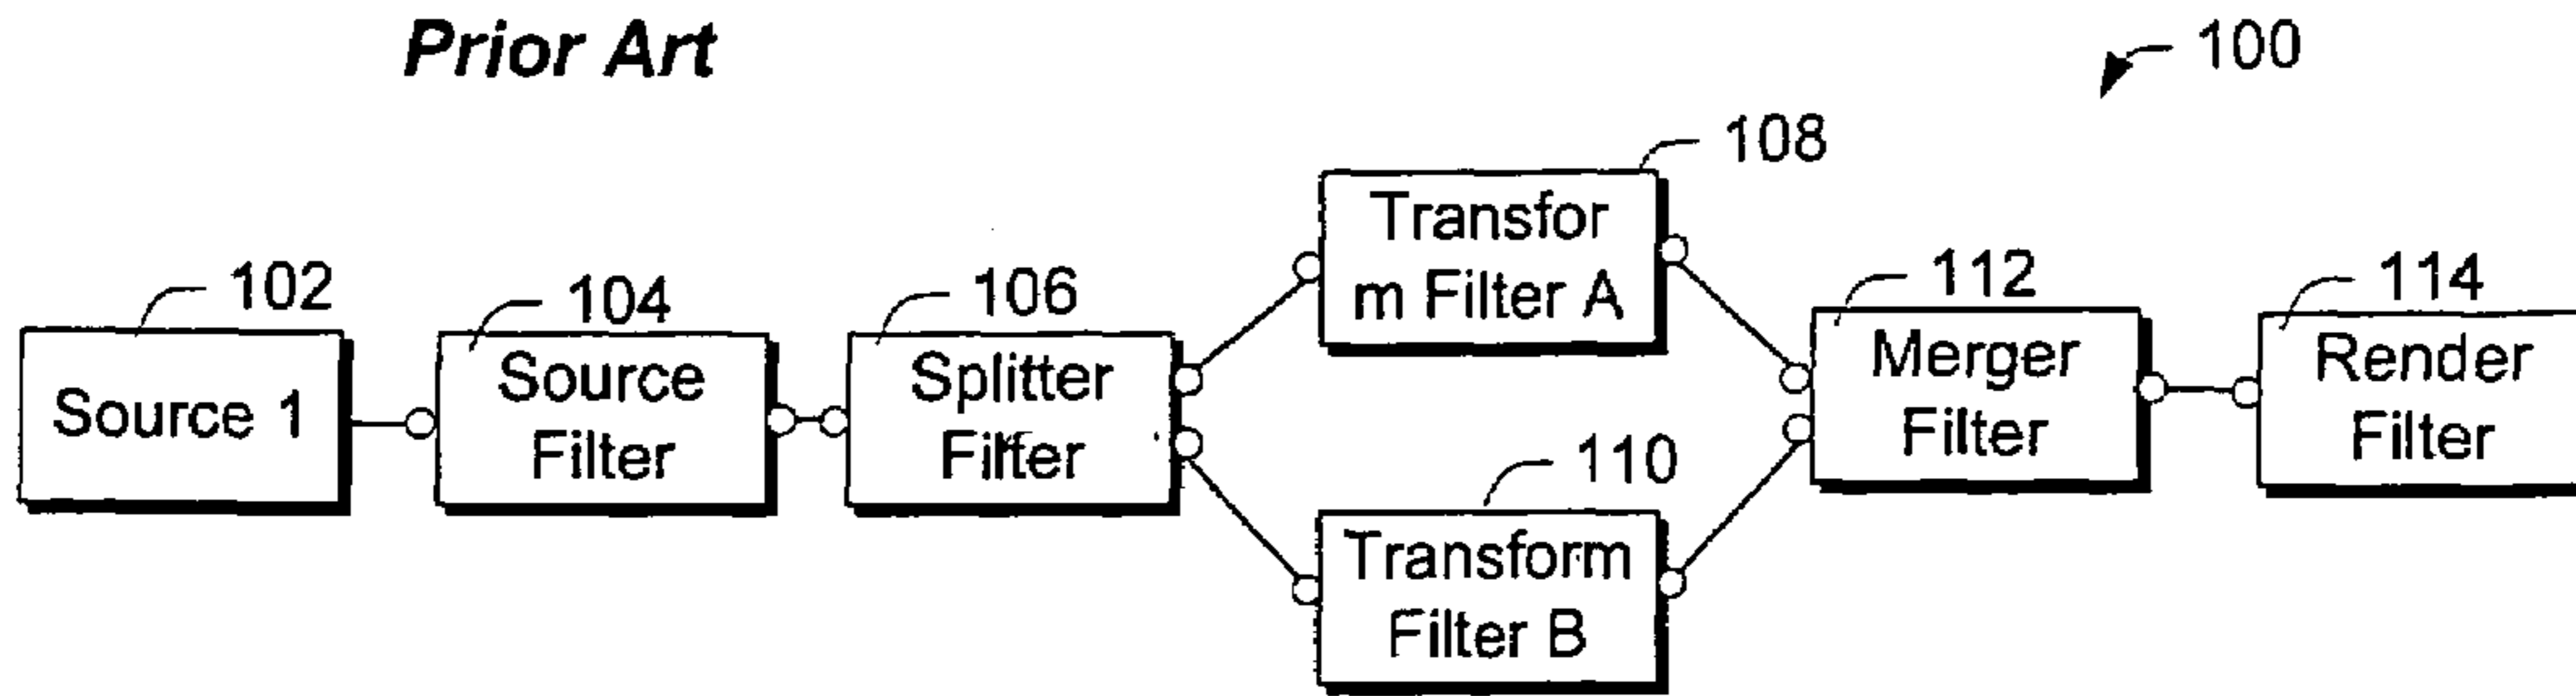 Prior Art
100
102
Source 1
104
Source
Filter
106
Splitter
Filter
108
Transfor
m Filter A
110
Transform
Filter B
112
Merger
Filter
114
Render
Filter